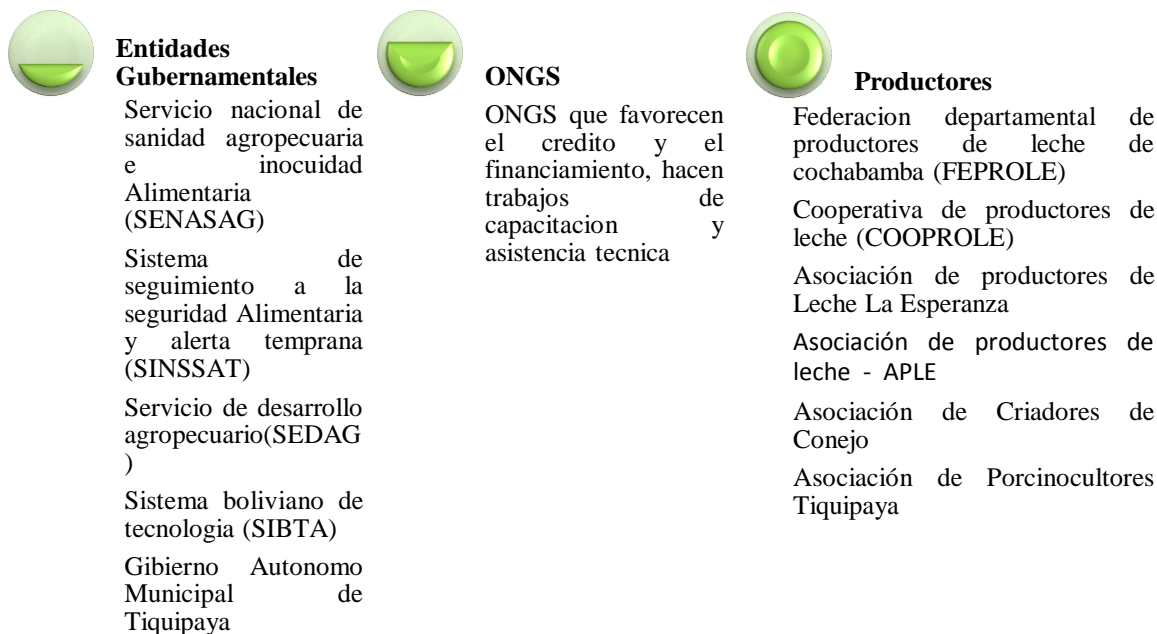 Entidades
Gubernamentales
Servicio nacional de
sanidad agropecuaria
e inocuidad
Alimentaria
(SENASAG)
Sistema de
seguimiento a la
seguridad Alimentaria
y alerta temprana
(SINSSAT)
Servicio de desarrollo
agropecuario(SEDAG
)
Sistema boliviano de
tecnologia (SIBTA)
Gibierno Autonomo
Municipal de
Tiquipaya
ONGS
ONGS que favorecen
el credito y el
financiamiento, hacen
trabajos de
capacitacion y
asistencia tecnica
Productores
Federacion departamental de
productores de leche de
cochabamba (FEPROLE)
Cooperativa de productores de
leche (COOPROLE)
Asociación de productores de
Leche La Esperanza
Asociación de productores de
leche - APLE
Asociación de Criadores de
Conejo
Asociación de Porcinocultores
Tiquipaya